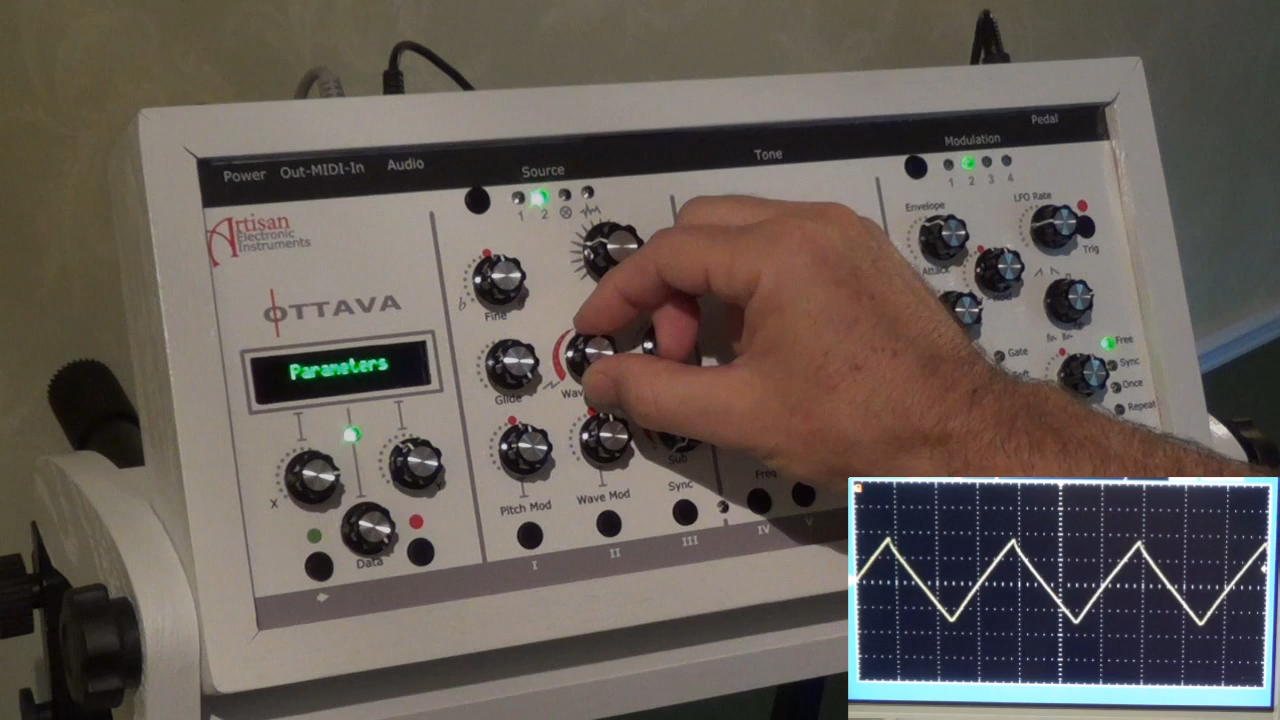 Power Out-MIDI-In Audio
Source
Tone
Modulation
Pedal
Artisan
Electronic
Instruments
OTTAVA
Parameters
X
Data
1 2
b
Fine
Glide
Pitch Mod
Wave Mod
Sub
Sync
Freq
I
II
III
IV
V
1 2 3 4
Envelope
LFO Rate
Trig
Attack
Gate
Free
Sync
Once
Repeat